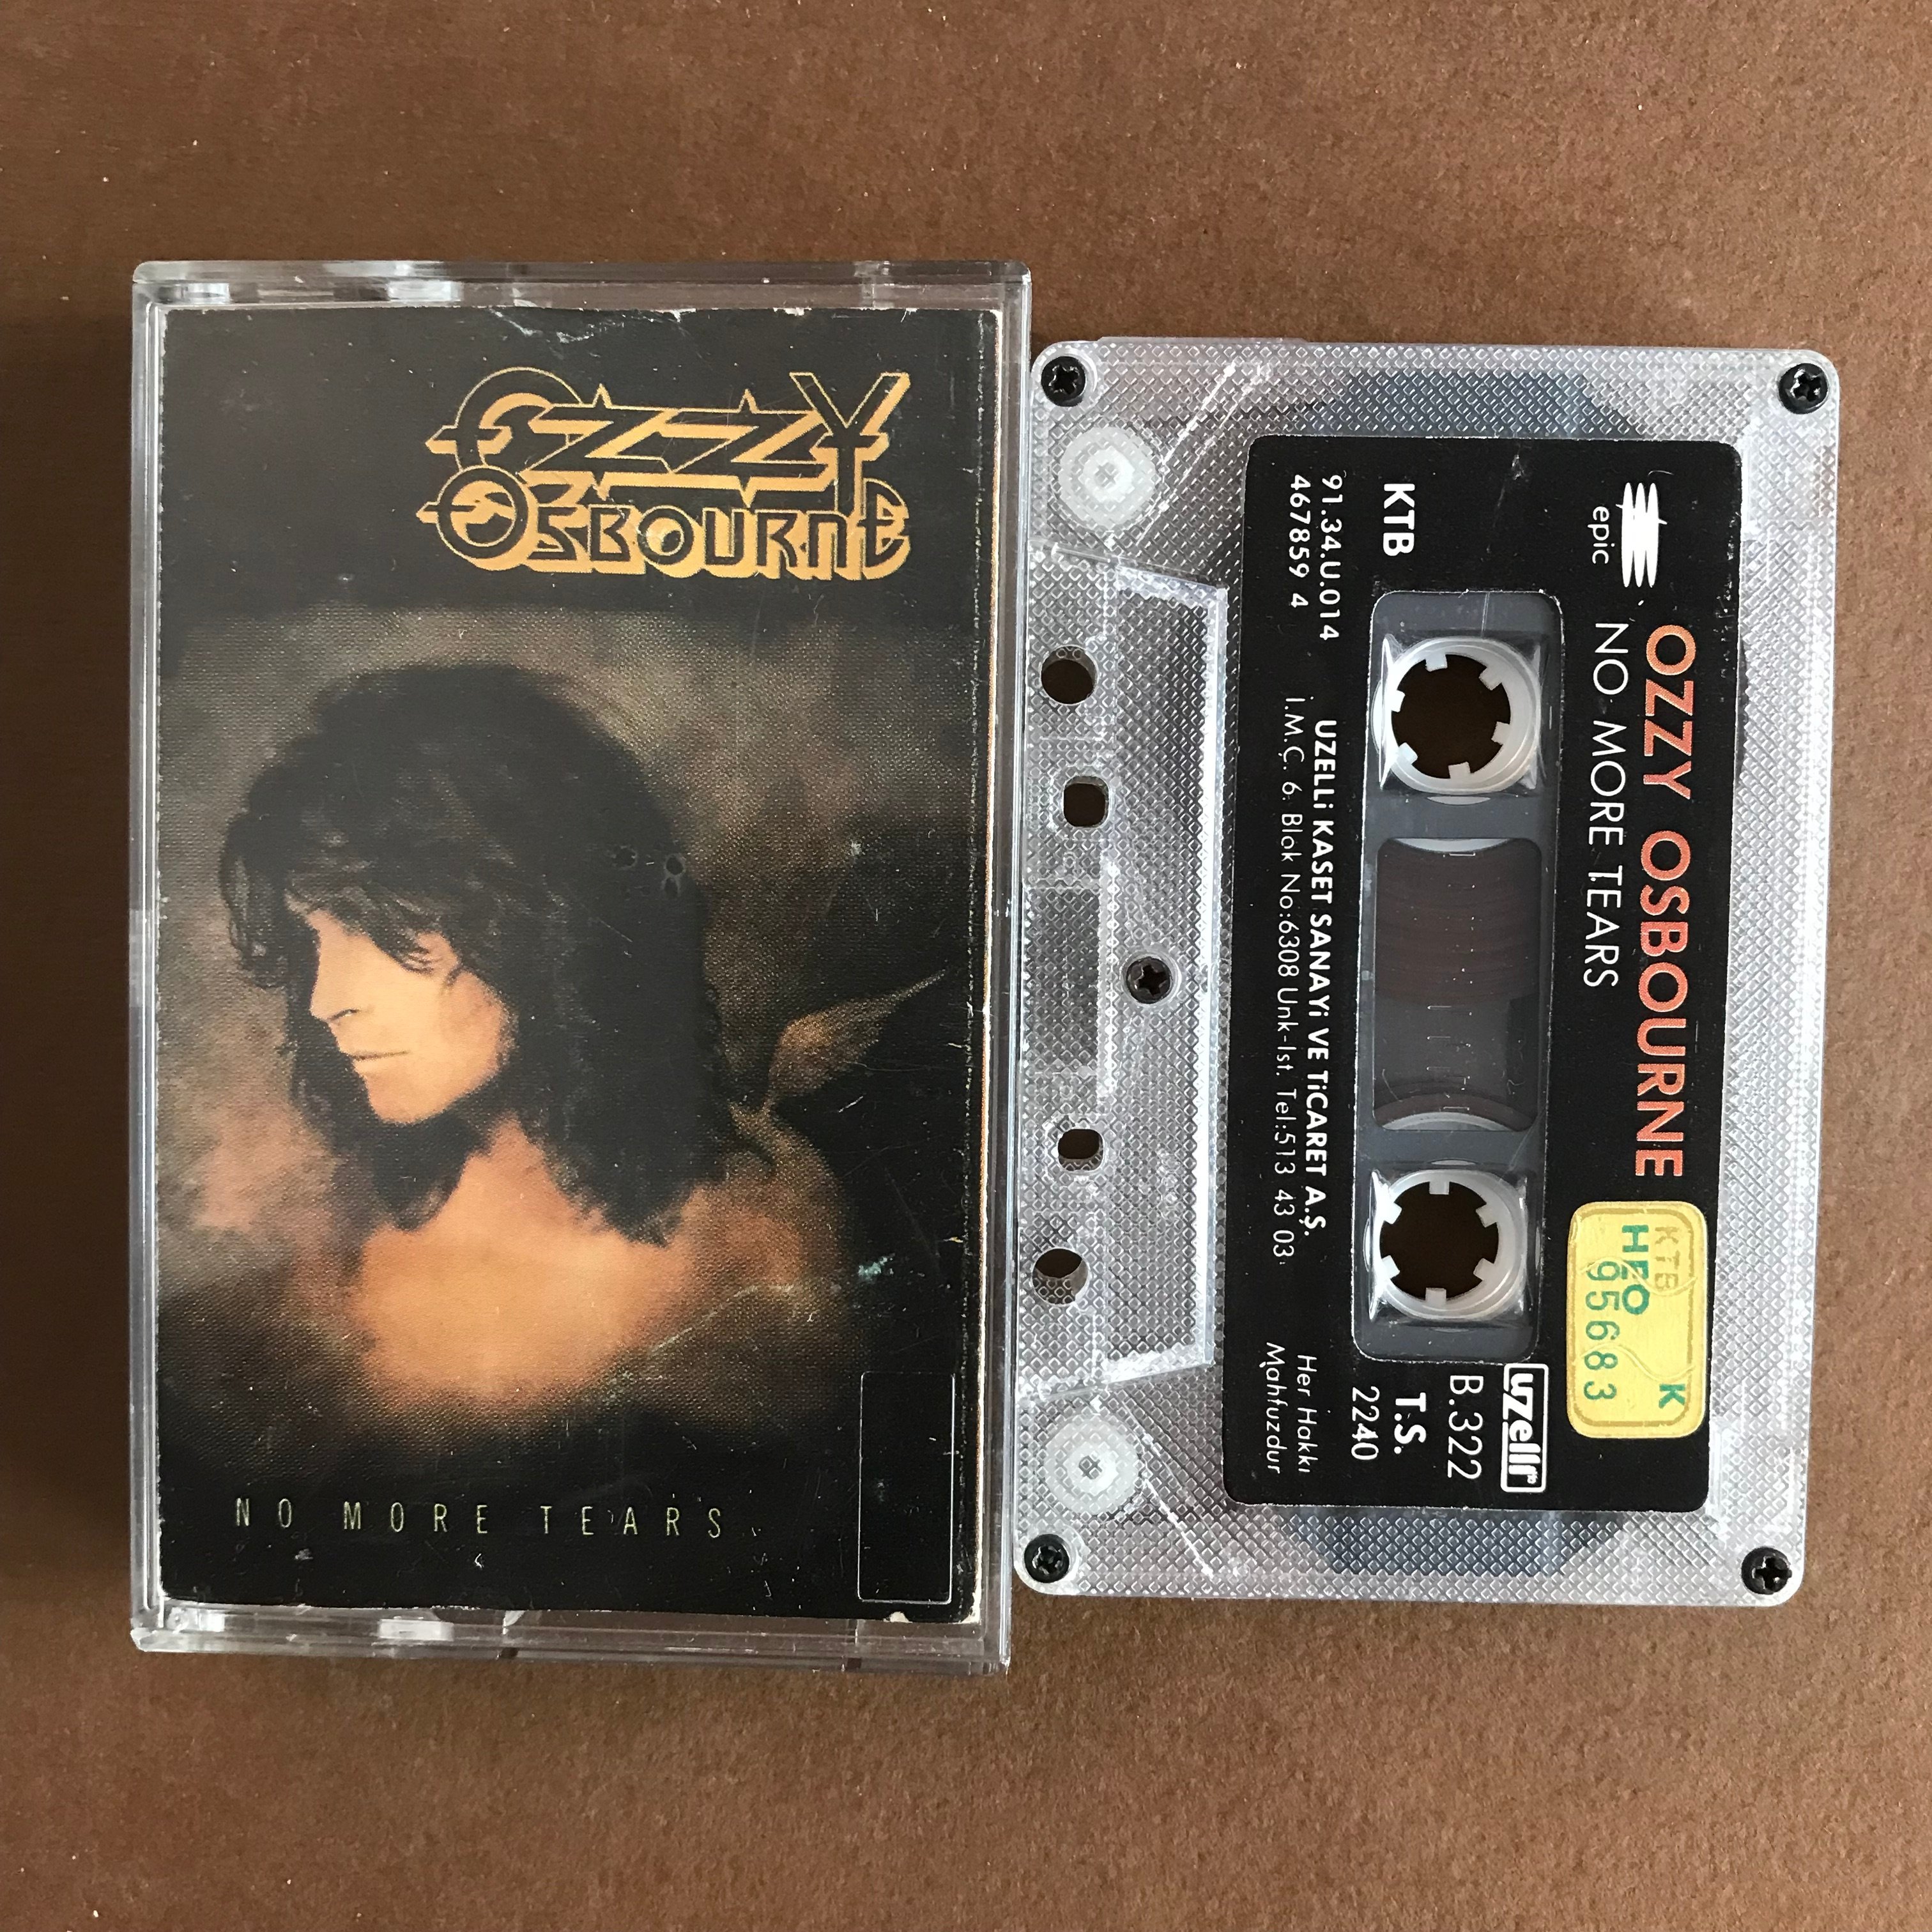 OZZY
OSBOURNE
NO MORE TEARS
epic
OZZY OSBOURNE
NO MORE TEARS
KTB
91.34.U.014
467859 4
UZELLİ KASET SANAYİ VE TİCARET A.Ş.
İ.M.Ç. 6. Blok No:6308 Unk-İst. Tel:513 43 03
Her Hakkı
Mahfuzdur
uzelli
B.322
T.S.
2240
KTB K
HFO
95683